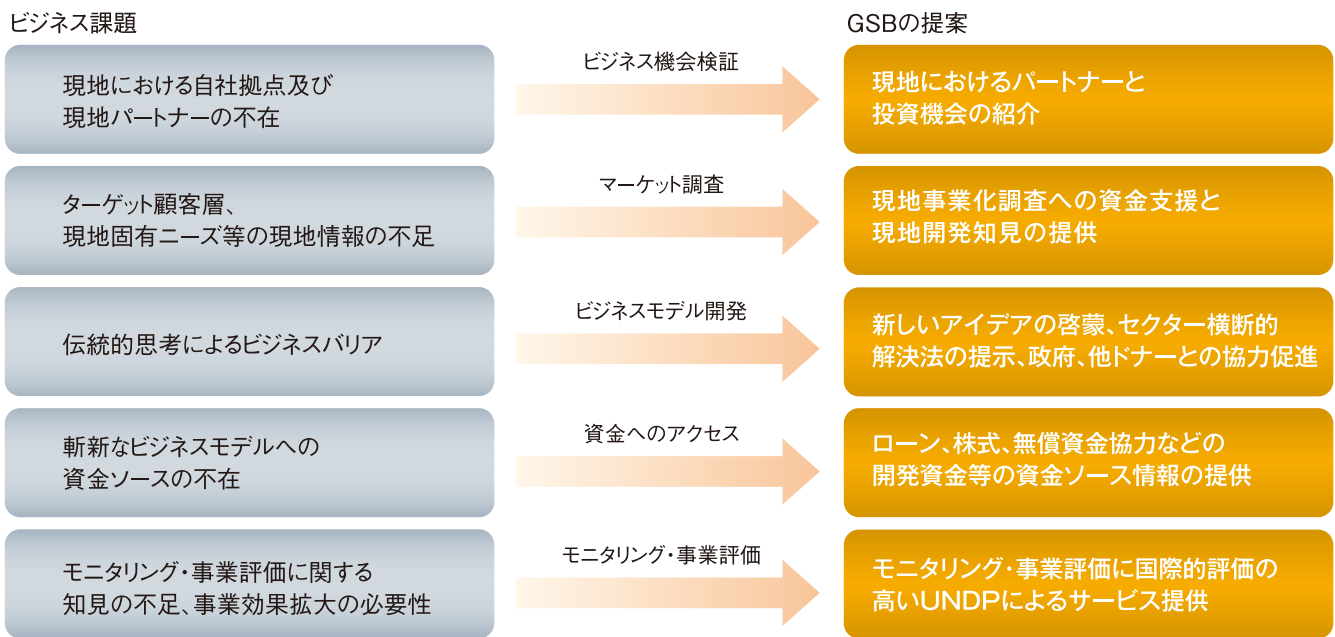 ビジネス課題
GSBの提案
現地における自社拠点及び
現地パートナーの不在
ビジネス機会検証
現地におけるパートナーと
投資機会の紹介
ターゲット顧客層、
現地固有ニーズ等の現地情報の不足
マーケット調査
現地事業化調査への資金支援と
現地開発知見の提供
伝統的思考によるビジネスバリア
ビジネスモデル開発
新しいアイデアの啓蒙、セクター横断的
解決法の提示、政府、他ドナーとの協力促進
斬新なビジネスモデルへの
資金ソースの不在
資金へのアクセス
ローン、株式、無償資金協力などの
開発資金等の資金ソース情報の提供
モニタリング・事業評価に関する
知見の不足、事業効果拡大の必要性
モニタリング・事業評価
モニタリング・事業評価に国際的評価の
高いUNDPによるサービス提供